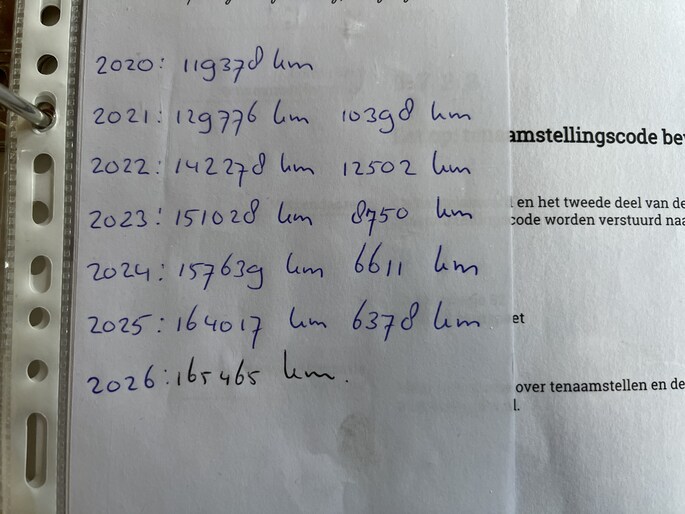 2020: 119378 km
2021: 129776 km 10398 km
2022: 142278 km 12502 km
2023: 151028 km 8750 km
2024: 157639 km 6611 km
2025: 164017 km 6378 km
2026: 165465 km.
amstellingscode be
en het tweede deel van de
code worden verstuurd naa
et
over tenaamstellen en de
l.